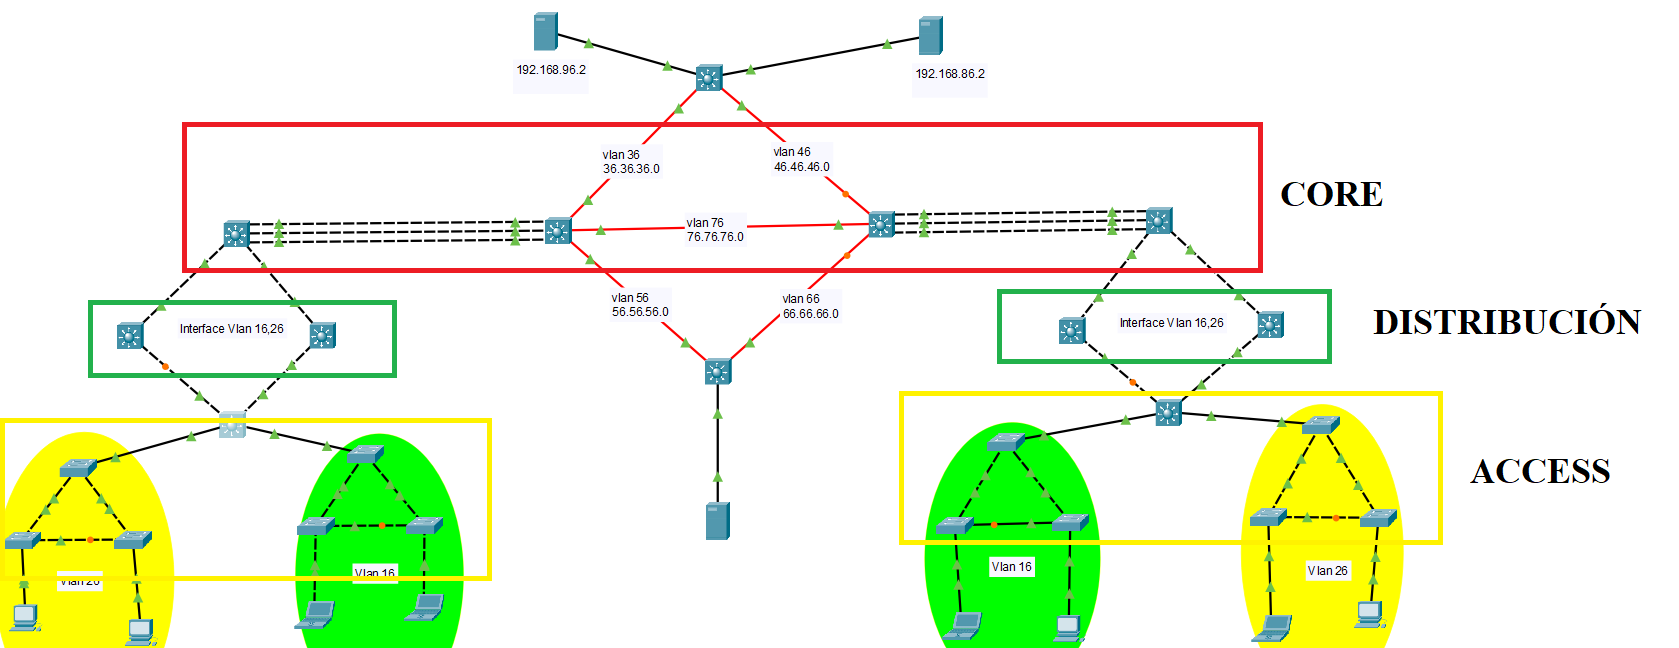 192.168.96.2
192.168.86.2
vlan 36
36.36.36.0
vlan 46
46.46.46.0
CORE
vlan 76
76.76.76.0
vlan 56
56.56.56.0
vlan 66
66.66.66.0
Interface Vlan 16,26
Interface Vlan 16,26
DISTRIBUCIÓN
ACCESS
Vlan 26
Vlan 16
Vlan 16
Vlan 26